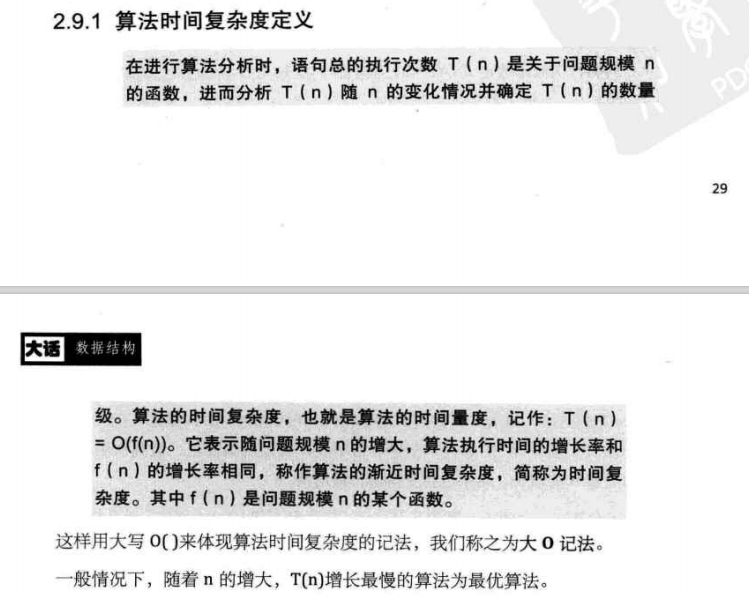 2.9.1 算法时间复杂度定义
在进行算法分析时，语句总的执行次数 T（n）是关于问题规模 n
的函数，进而分析 T（n）随 n 的变化情况并确定 T（n）的数量
29
大话 数据结构
级。算法的时间复杂度，也就是算法的时间量度，记作：T（n）
= O(f(n))。它表示随问题规模 n 的增大，算法执行时间的增长率和
f（n）的增长率相同，称作算法的渐近时间复杂度，简称为时间复
杂度。其中 f（n）是问题规模 n 的某个函数。
这样用大写 O( )来体现算法时间复杂度的记法，我们称之为大 O 记法。
一般情况下，随着 n 的增大，T(n)增长最慢的算法为最优算法。